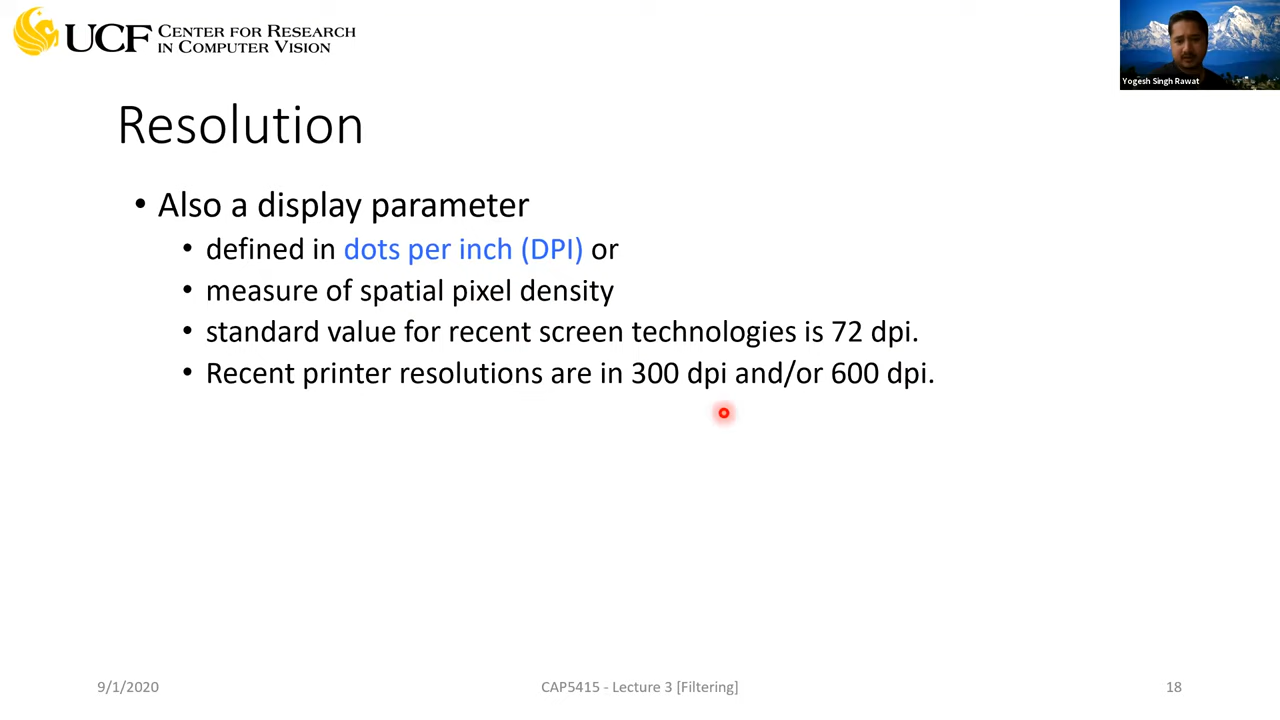 UCF CENTER FOR RESEARCH
IN COMPUTER VISION
Yogesh Singh Rawat
Resolution
• Also a display parameter
• defined in dots per inch (DPI) or
• measure of spatial pixel density
• standard value for recent screen technologies is 72 dpi.
• Recent printer resolutions are in 300 dpi and/or 600 dpi.
9/1/2020
CAP5415 - Lecture 3 [Filtering]
18